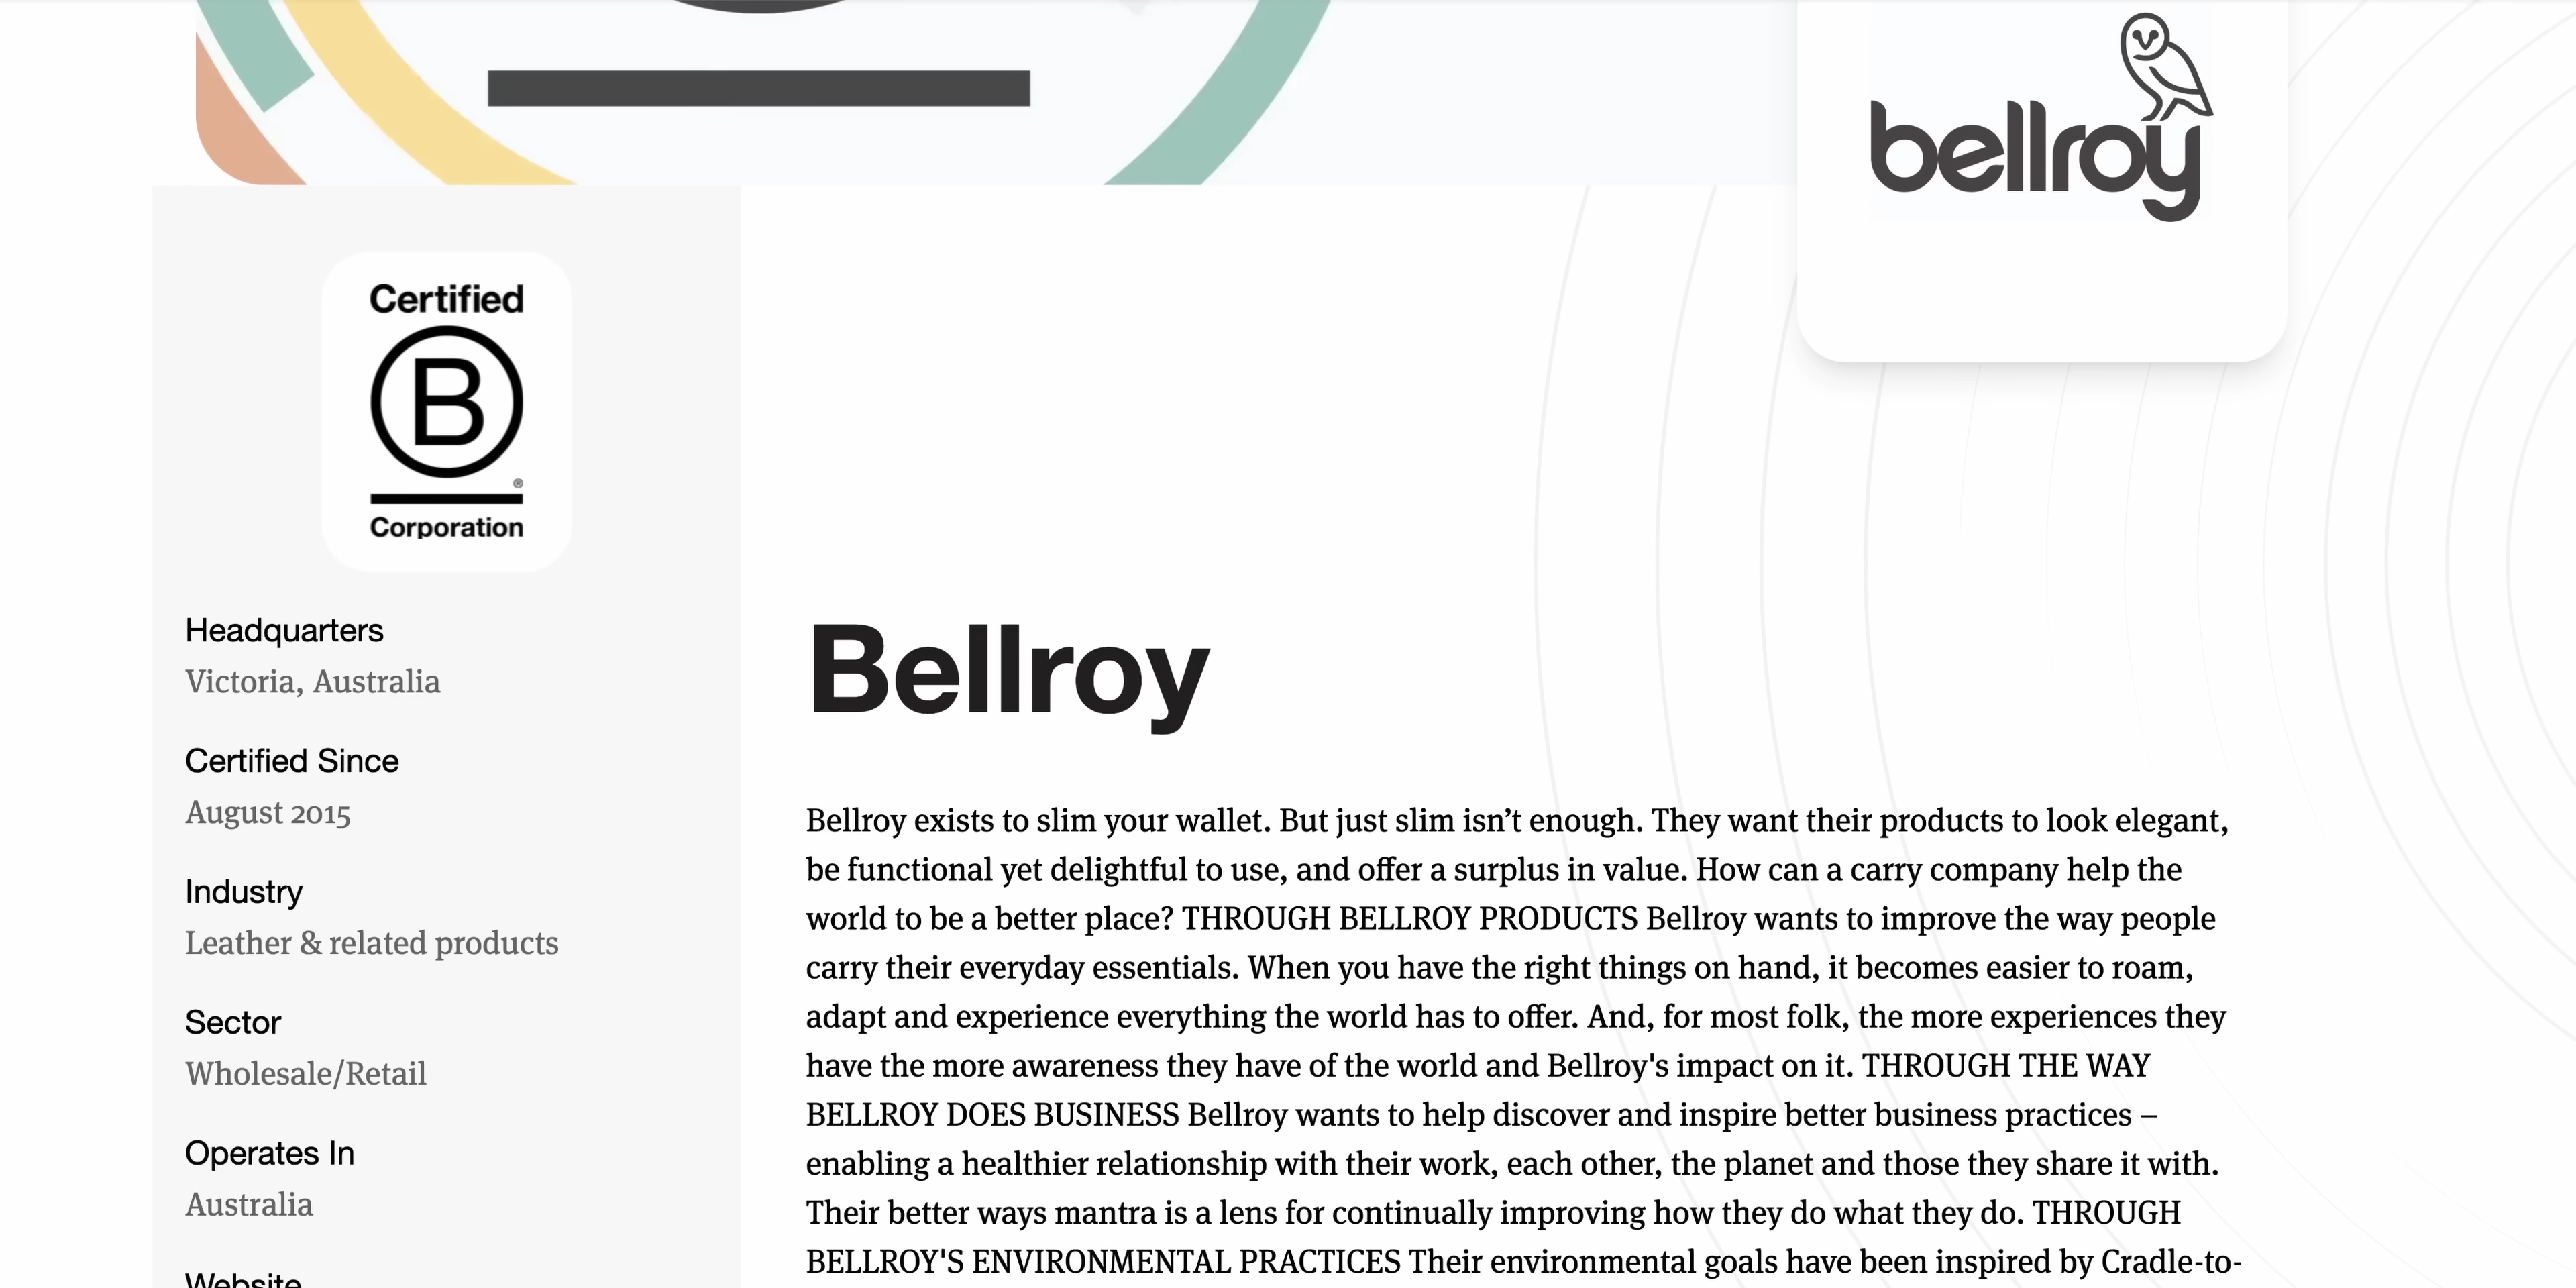 bellroy
Certified
B
®
Corporation
Headquarters
Victoria, Australia
Certified Since
August 2015
Industry
Leather & related products
Sector
Wholesale/Retail
Operates In
Australia
Website
Bellroy
Bellroy exists to slim your wallet. But just slim isn’t enough. They want their products to look elegant,
be functional yet delightful to use, and offer a surplus in value. How can a carry company help the
world to be a better place? THROUGH BELLROY PRODUCTS Bellroy wants to improve the way people
carry their everyday essentials. When you have the right things on hand, it becomes easier to roam,
adapt and experience everything the world has to offer. And, for most folk, the more experiences they
have the more awareness they have of the world and Bellroy's impact on it. THROUGH THE WAY
BELLROY DOES BUSINESS Bellroy wants to help discover and inspire better business practices –
enabling a healthier relationship with their work, each other, the planet and those they share it with.
Their better ways mantra is a lens for continually improving how they do what they do. THROUGH
BELLROY'S ENVIRONMENTAL PRACTICES Their environmental goals have been inspired by Cradle-to-